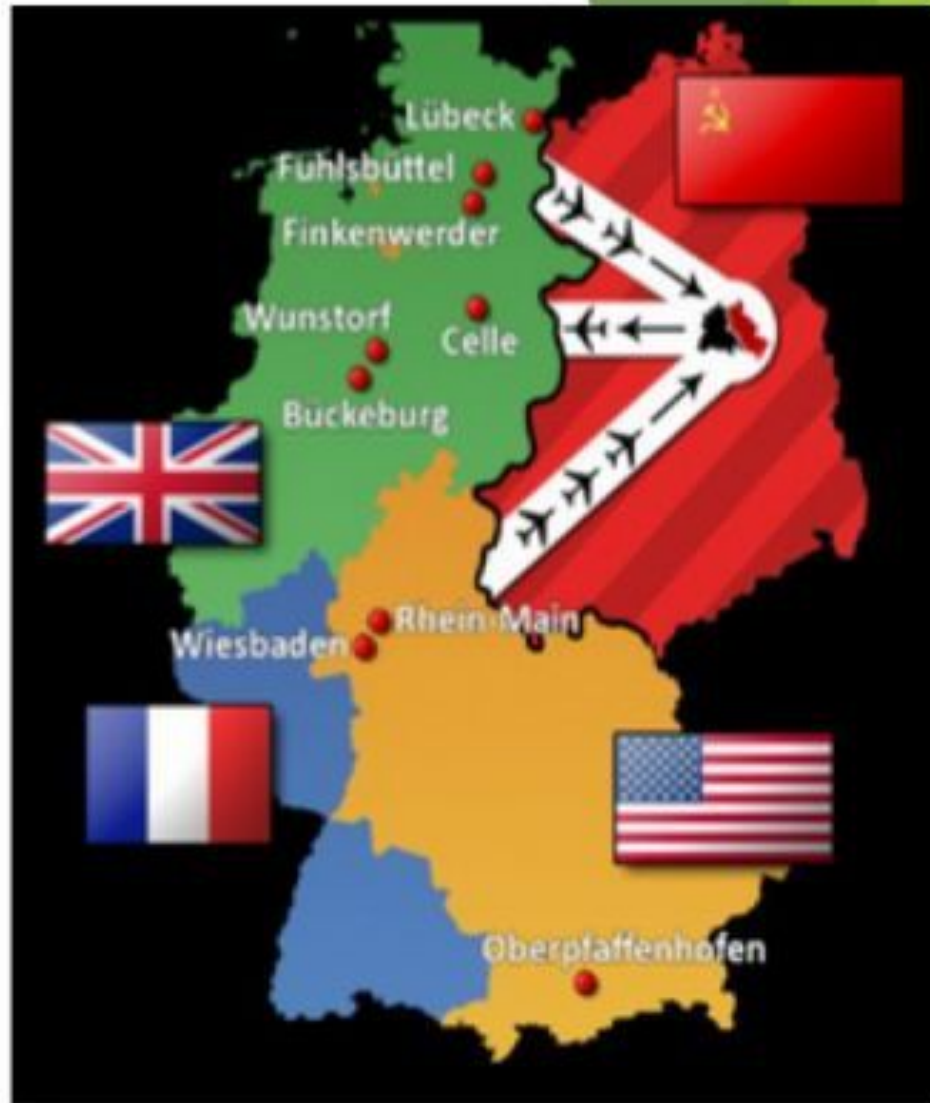 Lübeck
Fuhlsbüttel
Finkenwerder
Wunstorf
Celle
Bückeburg
Rhein-Main
Wiesbaden
Oberpfaffenhofen